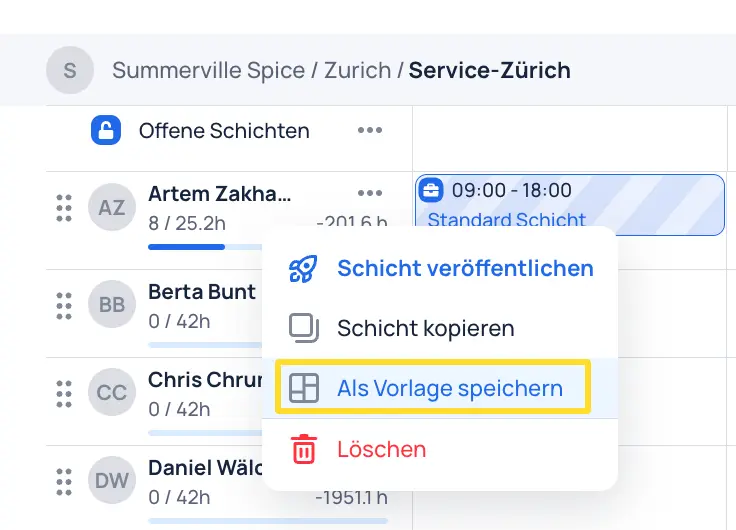 S Summerville Spice / Zurich / Service-Zürich
Offene Schichten
AZ Artem Zakha... 09:00 - 18:00
8 / 25.2h -201.6 h Standard Schicht
Schicht veröffentlichen
BB Berta Bunt
0 / 42h
Schicht kopieren
CC Chris
0 / 42h
Als Vorlage speichern
Löschen
DW Daniel
0 / 42h -1951.1 h